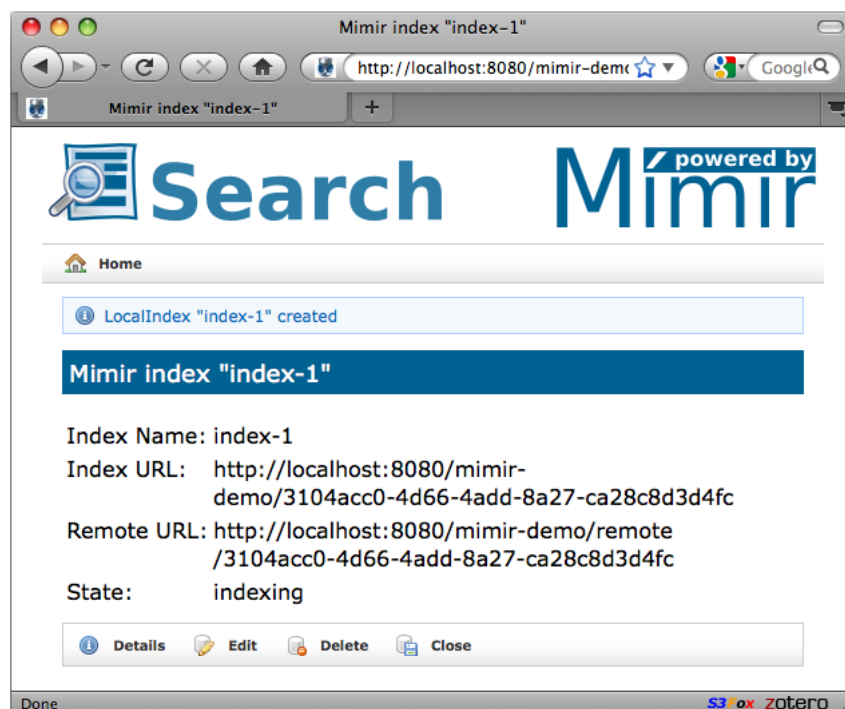 Mimir index "index-1"
http://localhost:8080/mimir-demo
Google
Mimir index "index-1"
Search
powered by
Mimir
Home
LocalIndex "index-1" created
Mimir index "index-1"
Index Name: index-1
Index URL: http://localhost:8080/mimir-
demo/3104acc0-4d66-4add-8a27-ca28c8d3d4fc
Remote URL: http://localhost:8080/mimir-demo/remote
/3104acc0-4d66-4add-8a27-ca28c8d3d4fc
State: indexing
Details Edit Delete Close
Done
S3Fox zotero